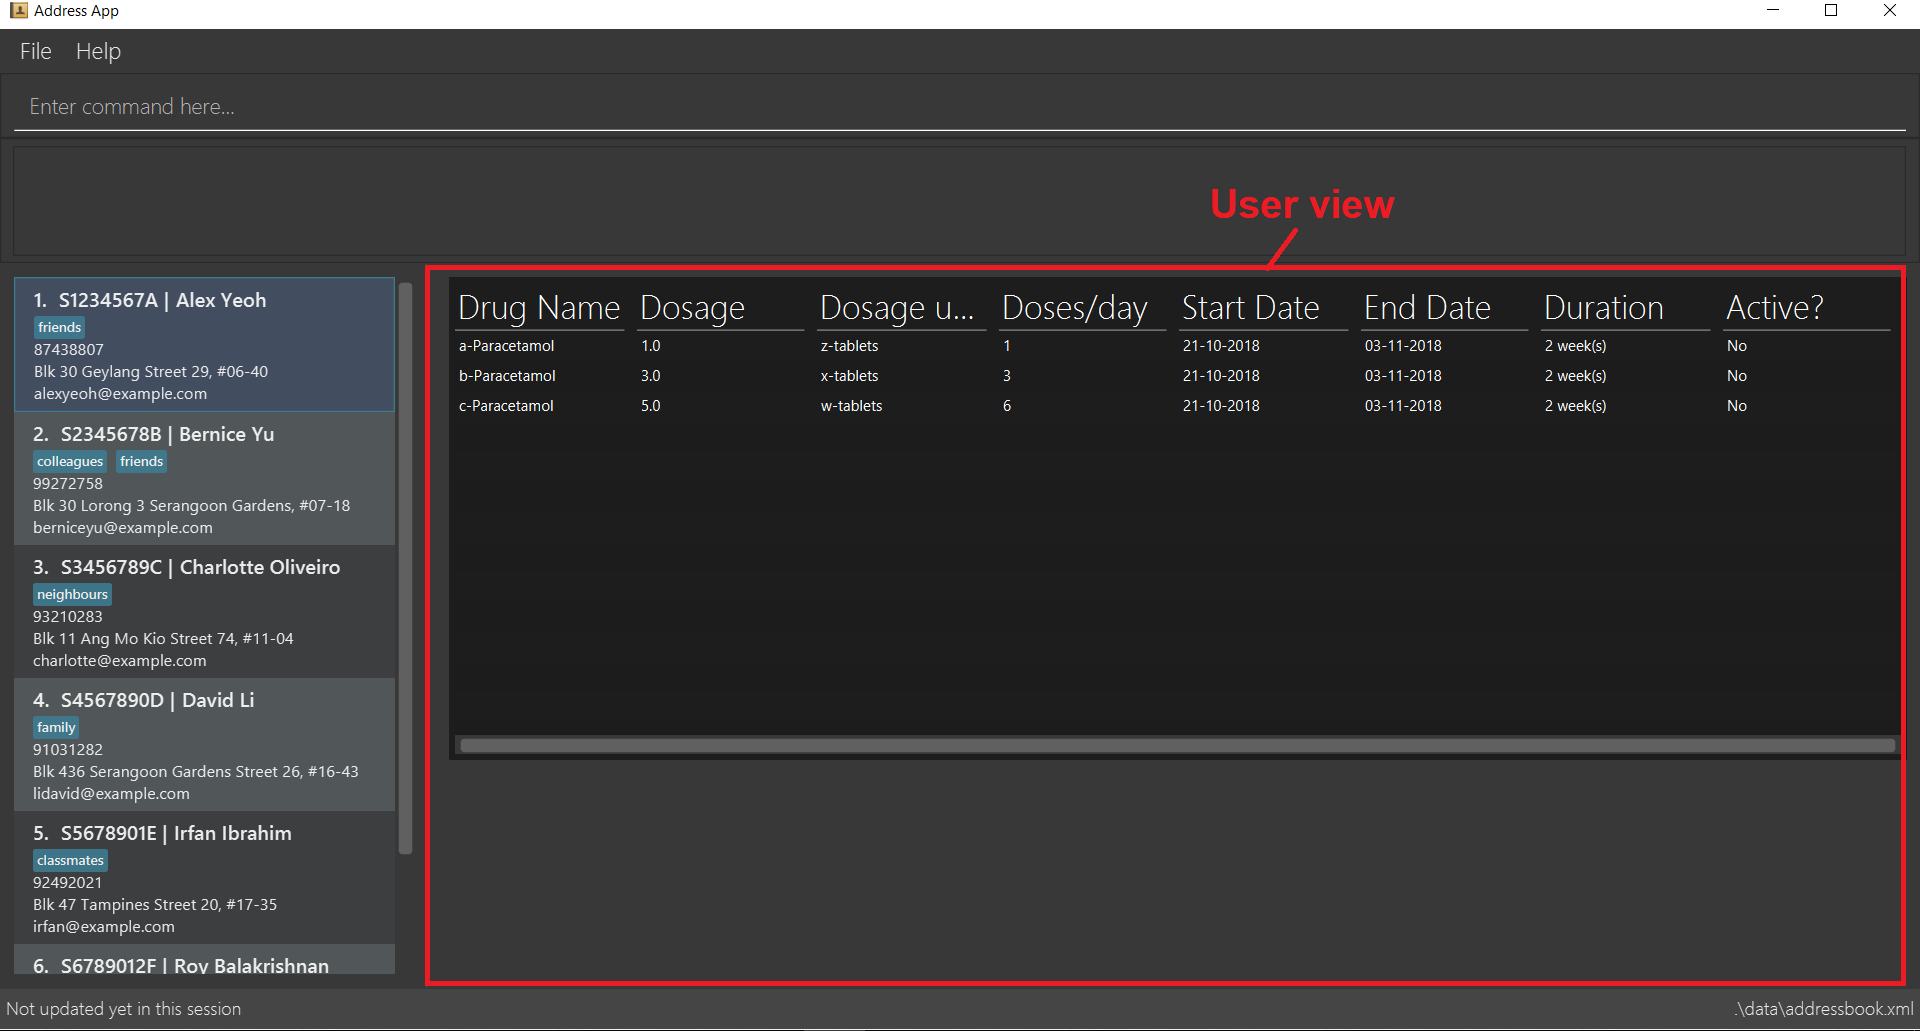 Address App
File Help
Enter command here...
User view
1. S1234567A | Alex Yeoh
friends
87438807
Blk 30 Geylang Street 29, #06-40
alexyeoh@example.com
2. S2345678B | Bernice Yu
colleagues friends
99272758
Blk 30 Lorong 3 Serangoon Gardens, #07-18
berniceyu@example.com
3. S3456789C | Charlotte Oliveiro
neighbours
93210283
Blk 11 Ang Mo Kio Street 74, #11-04
charlotte@example.com
4. S4567890D | David Li
family
91031282
Blk 436 Serangoon Gardens Street 26, #16-43
lidavid@example.com
5. S5678901E | Irfan Ibrahim
classmates
92492021
Blk 47 Tampines Street 20, #17-35
irfan@example.com
6. S6789012F | Roy Balakrishnan
Drug Name Dosage Dosage u... Doses/day Start Date End Date Duration Active?
a-Paracetamol 1.0 z-tablets 1 21-10-2018 03-11-2018 2 week(s) No
b-Paracetamol 3.0 x-tablets 3 21-10-2018 03-11-2018 2 week(s) No
c-Paracetamol 5.0 w-tablets 6 21-10-2018 03-11-2018 2 week(s) No
Not updated yet in this session
.\data\addressbook.xml